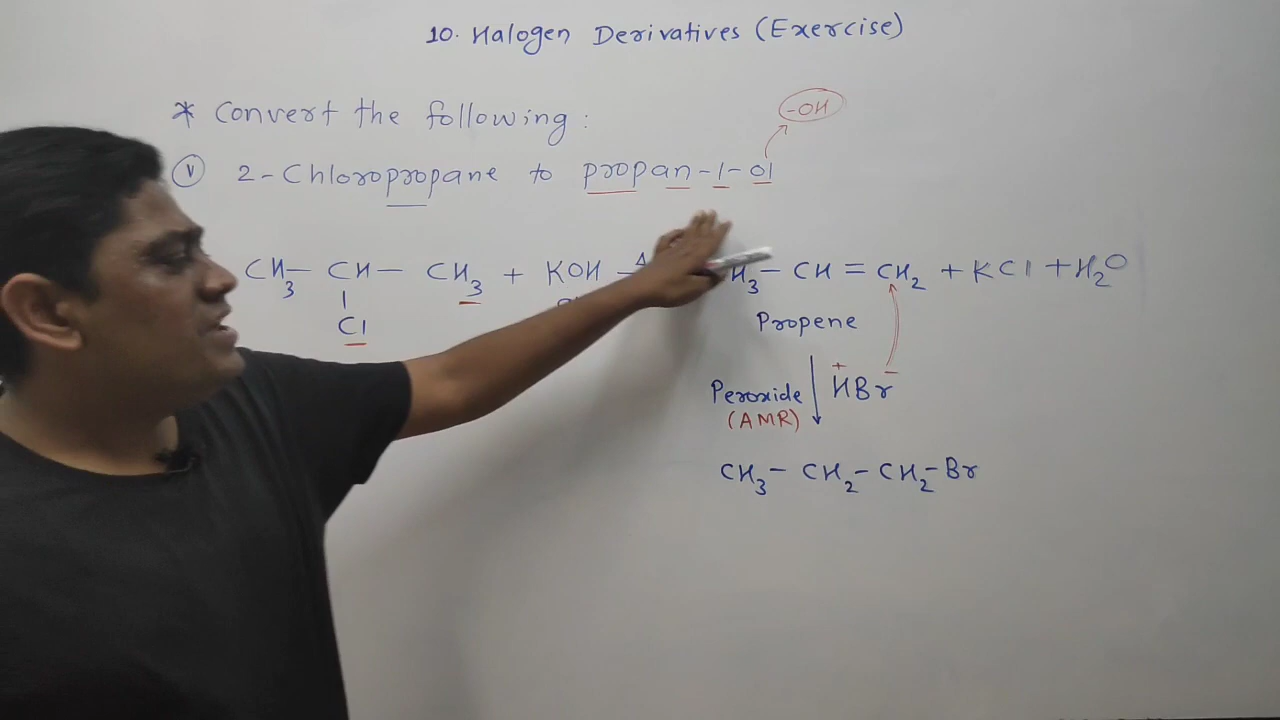 10. Halogen Derivatives (Exercise)
* Convert the following :
-OH
(V) 2-Chloropropane to propan-1-ol
CH3 — CH — CH3 + KOH H3 — CH = CH2 + KCl + H2O
Cl
Propene
+ −
Peroxide HBr
(AMR)
CH3 — CH2 — CH2 — Br